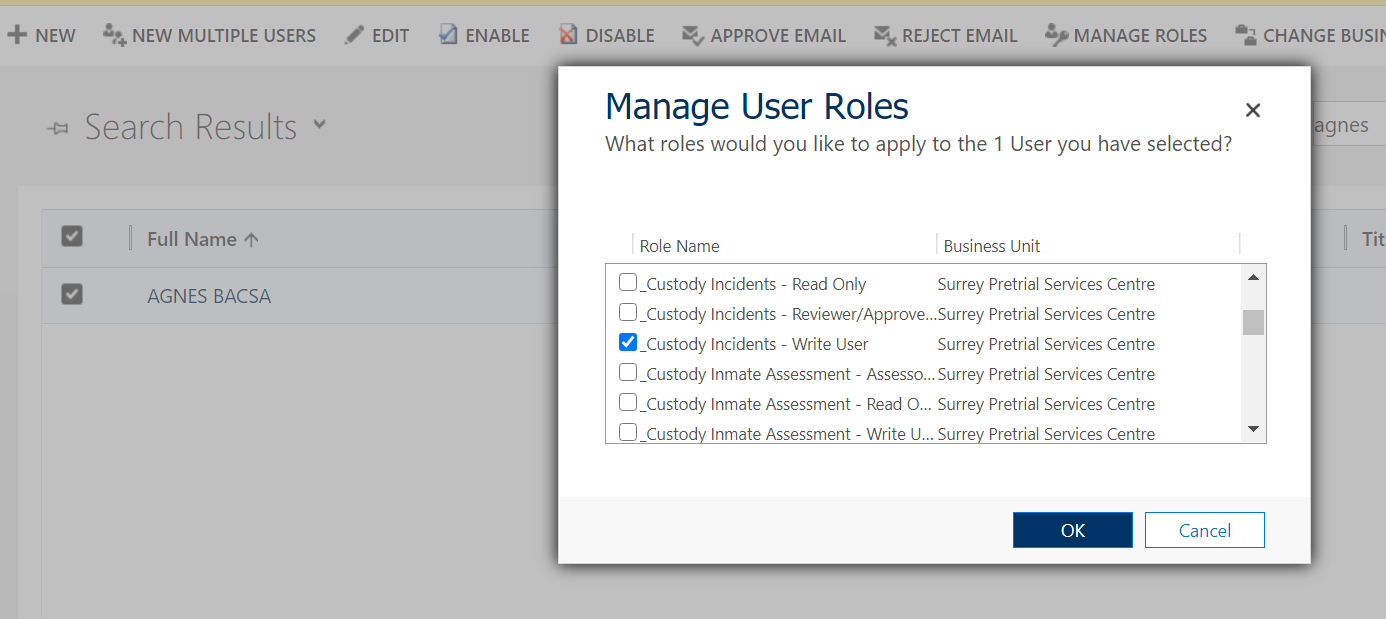 NEW NEW MULTIPLE USERS EDIT ENABLE DISABLE APPROVE EMAIL REJECT EMAIL MANAGE ROLES CHANGE BUSIN
Search Results
agnes
Full Name
Tit
AGNES BACSA
Manage User Roles
What roles would you like to apply to the 1 User you have selected?
Role Name Business Unit
_Custody Incidents - Read Only Surrey Pretrial Services Centre
_Custody Incidents - Reviewer/Approve... Surrey Pretrial Services Centre
_Custody Incidents - Write User Surrey Pretrial Services Centre
_Custody Inmate Assessment - Assesso... Surrey Pretrial Services Centre
_Custody Inmate Assessment - Read O... Surrey Pretrial Services Centre
_Custody Inmate Assessment - Write U... Surrey Pretrial Services Centre
OK Cancel